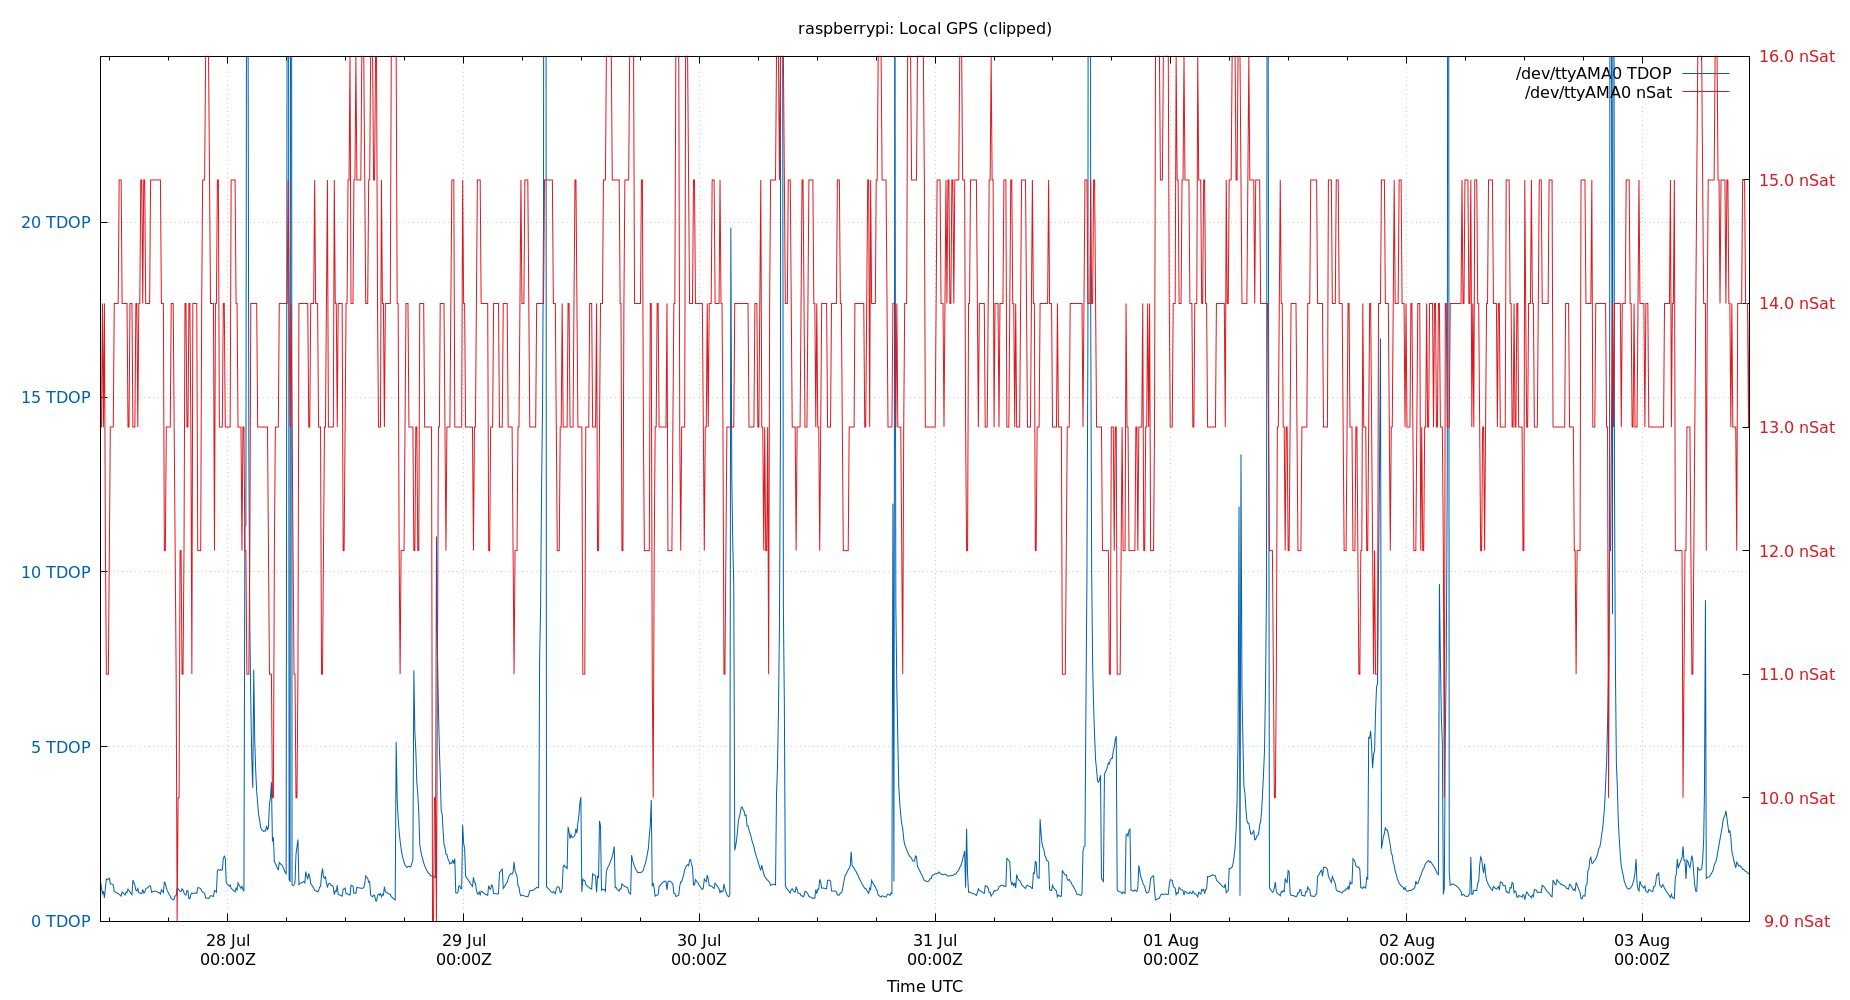 raspberrypi: Local GPS (clipped)
/dev/ttyAMA0 TDOP
/dev/ttyAMA0 nSat
20 TDOP
15 TDOP
10 TDOP
5 TDOP
0 TDOP
16.0 nSat
15.0 nSat
14.0 nSat
13.0 nSat
12.0 nSat
11.0 nSat
10.0 nSat
9.0 nSat
28 Jul
00:00Z
29 Jul
00:00Z
30 Jul
00:00Z
31 Jul
00:00Z
01 Aug
00:00Z
02 Aug
00:00Z
03 Aug
00:00Z
Time UTC